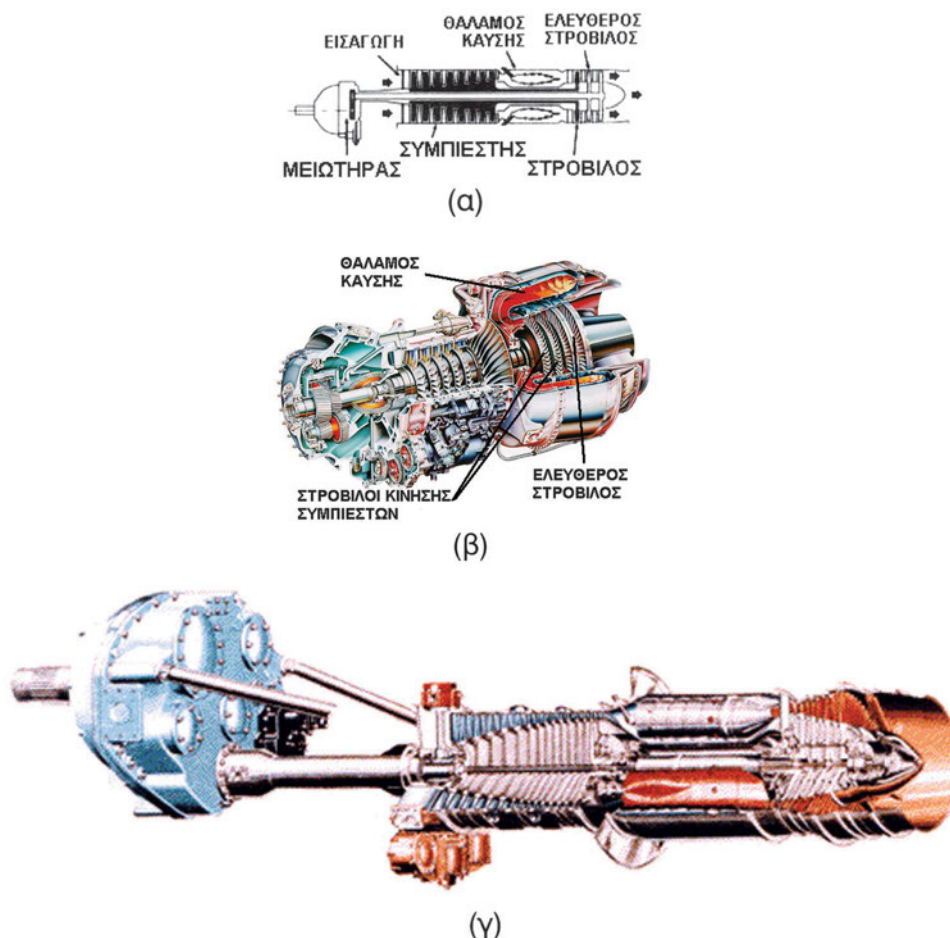 ΘΑΛΑΜΟΣ
ΚΑΥΣΗΣ
ΕΛΕΥΘΕΡΟΣ
ΣΤΡΟΒΙΛΟΣ
ΕΙΣΑΓΩΓΗ
ΣΥΜΠΙΕΣΤΗΣ
ΜΕΙΩΤΗΡΑΣ
ΣΤΡΟΒΙΛΟΣ
(α)
ΘΑΛΑΜΟΣ
ΚΑΥΣΗΣ
ΣΤΡΟΒΙΛΟΙ ΚΙΝΗΣΗΣ
ΣΥΜΠΙΕΣΤΩΝ
ΕΛΕΥΘΕΡΟΣ
ΣΤΡΟΒΙΛΟΣ
(β)
(γ)